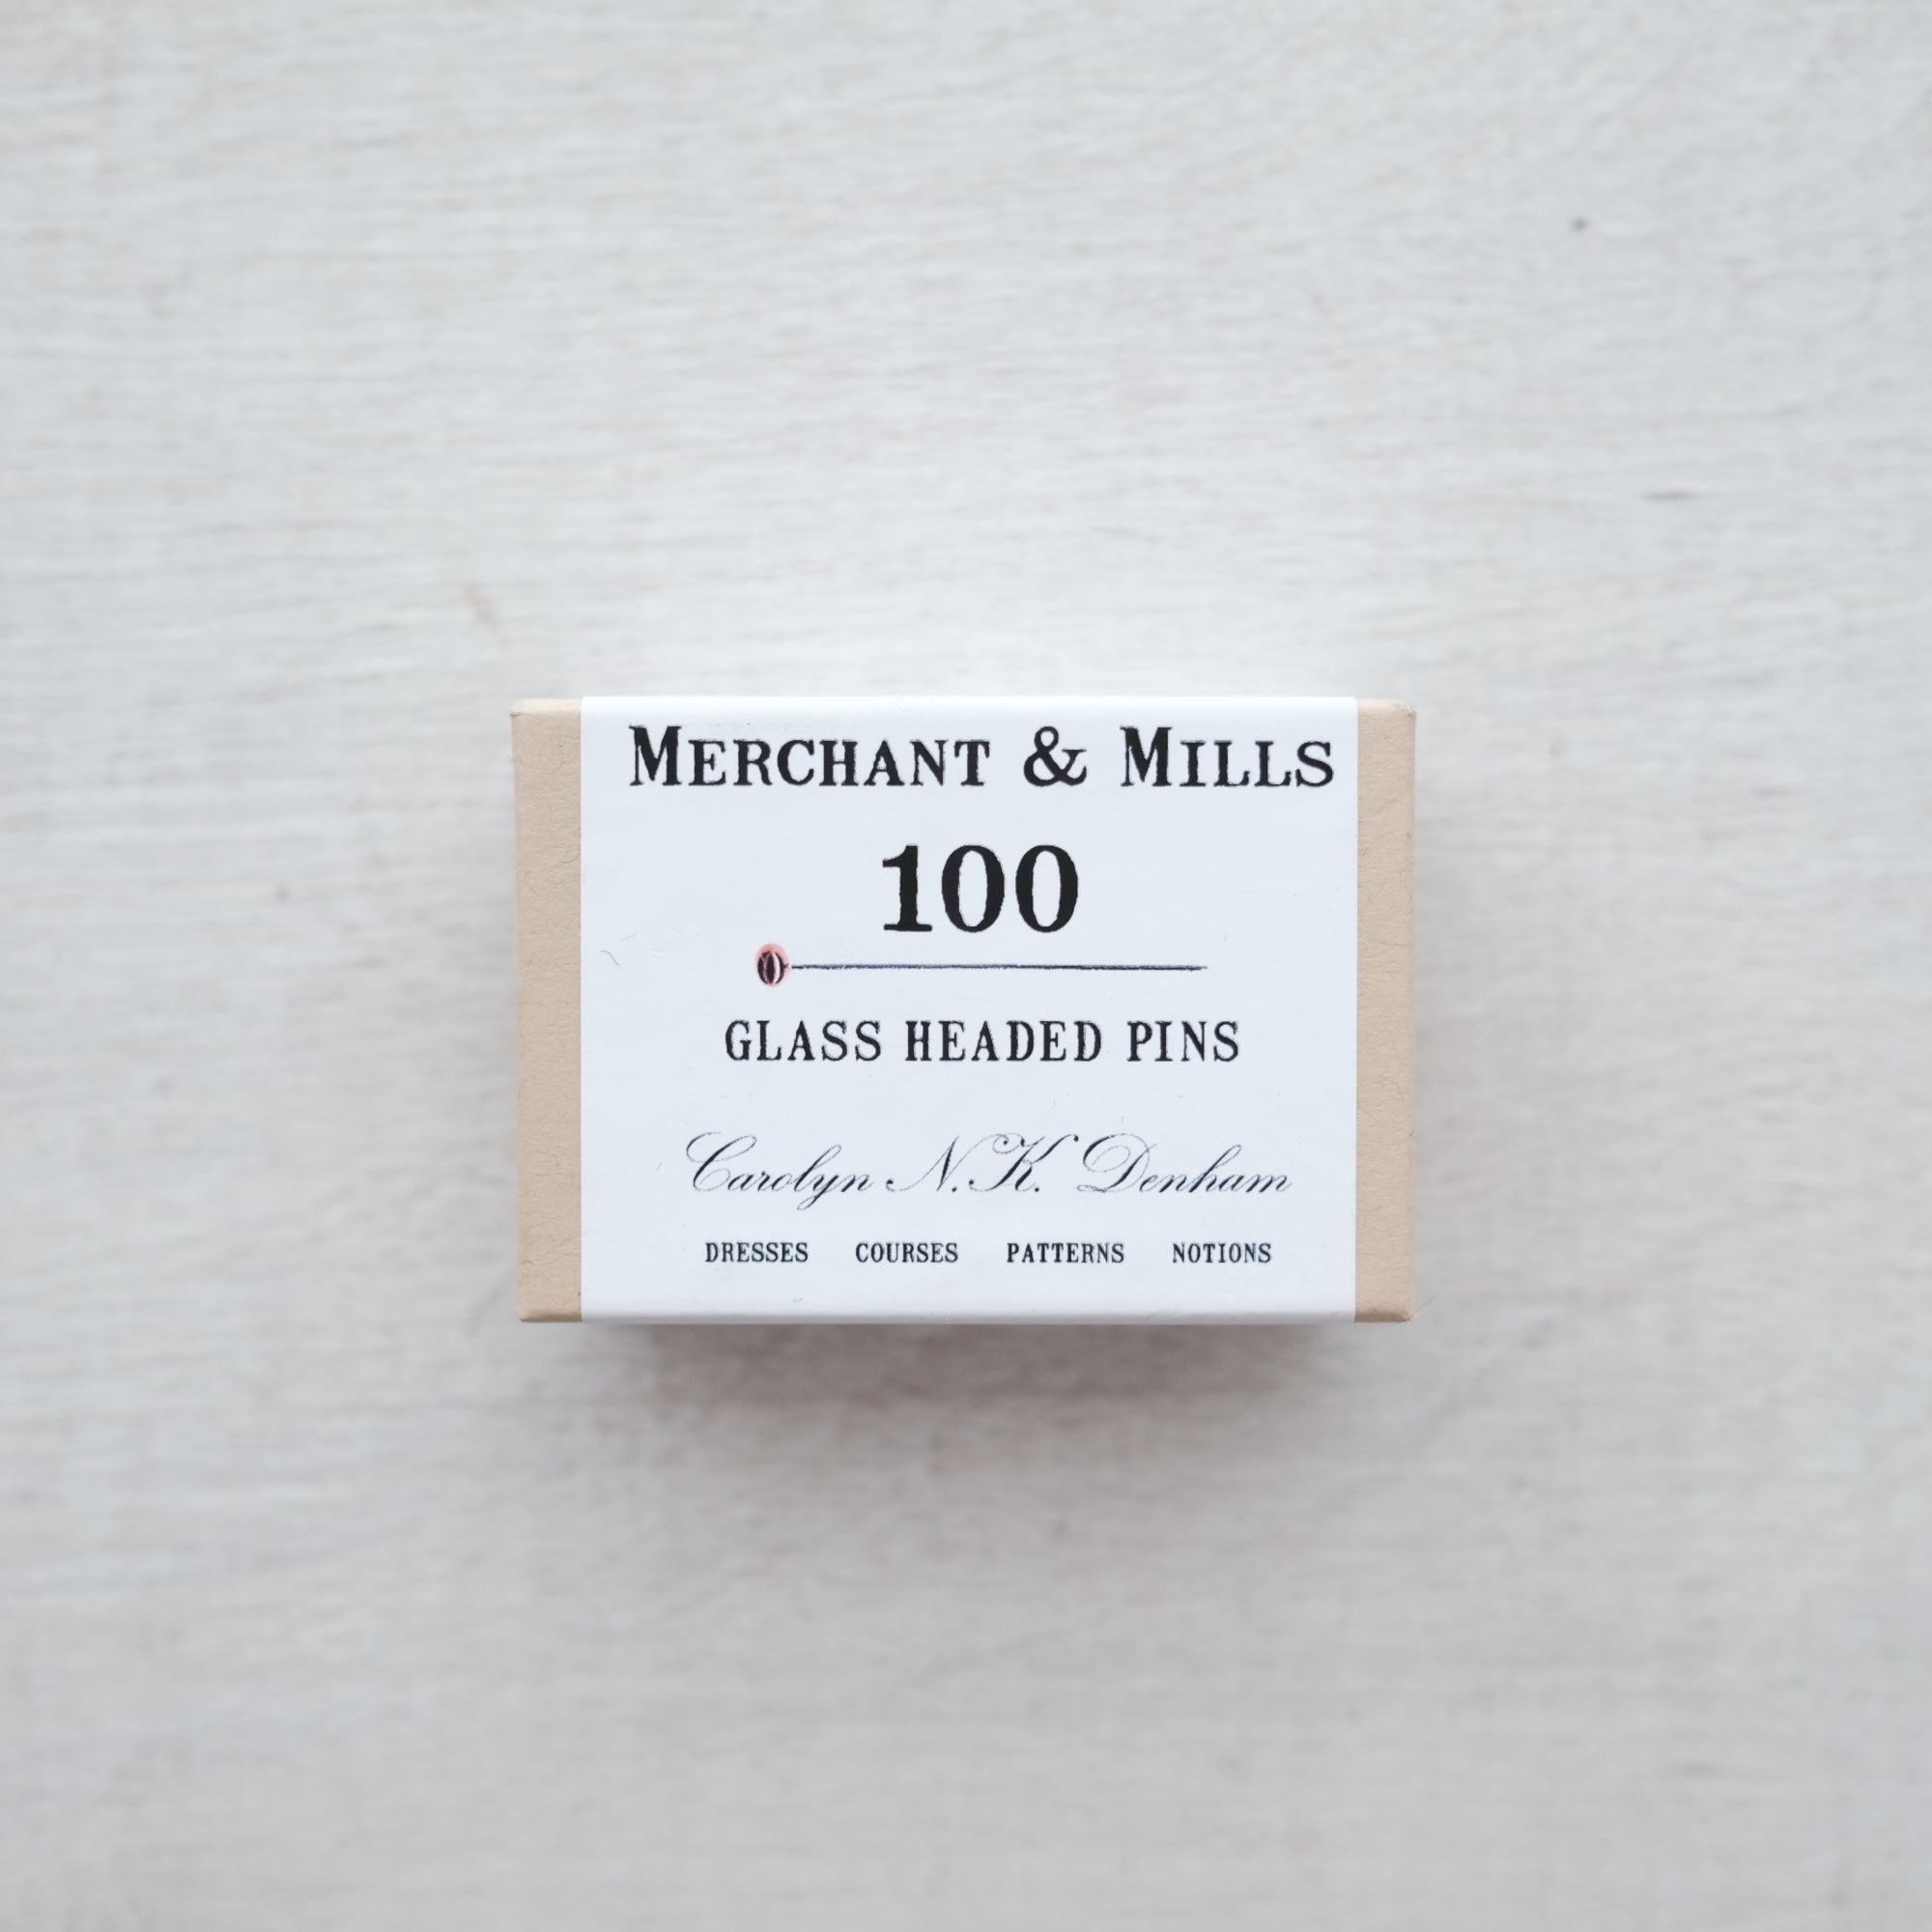 MERCHANT & MILLS
100
GLASS HEADED PINS
Carolyn N.K. Denham
DRESSES COURSES PATTERNS NOTIONS